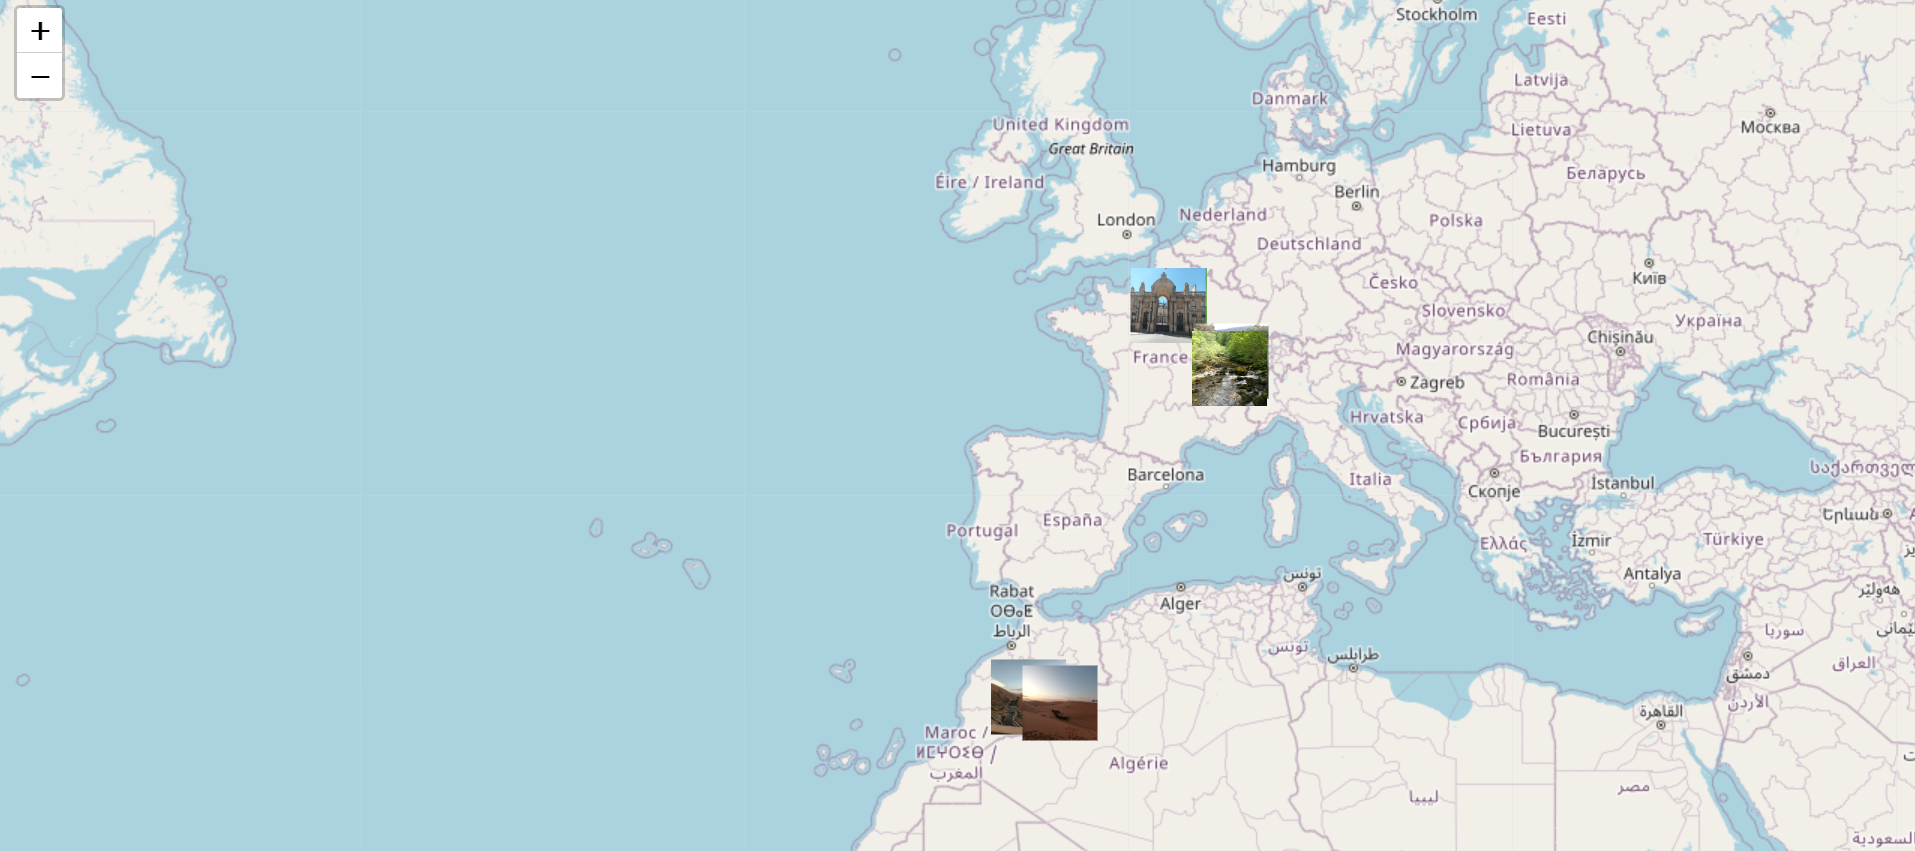 +
−
Stockholm
Eesti
Latvija
Danmark
United Kingdom
Great Britain
Lietuva
Москва
Hamburg
Беларусь
Éire / Ireland
Berlin
London
Nederland
Polska
Deutschland
Česko
Київ
Slovensko
Україна
Chișinău
France
Magyarország
Zagreb
România
Hrvatska
Србија
București
България
Barcelona
Italia
Скопје
İstanbul
España
Portugal
Երևան
Ελλάς
İzmir
Türkiye
Antalya
تونس
Rabat
ⵔⴱⴰⵟ
الرباط
Alger
هەولێر
سوريا
تونس
طرابلس
العراق
دمشق
الأردن
القاهرة
Maroc /
ⵍⵎⵖⵔⵉⴱ /
المغرب
Algérie
ليبيا
مصر